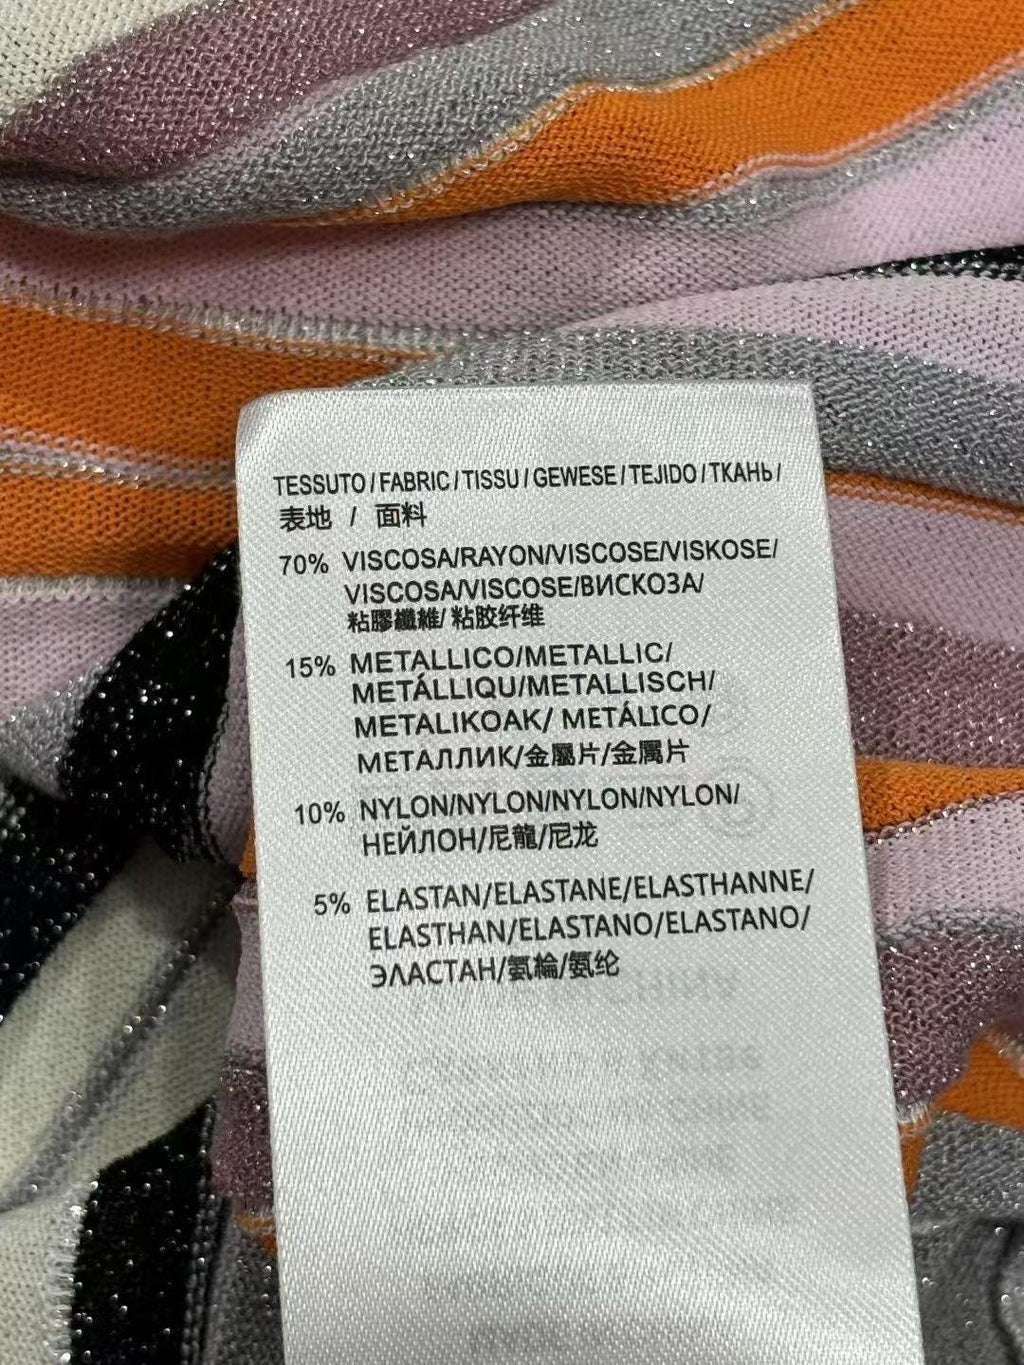 TESSUTO / FABRIC / TISSU / GEWESE / TEJIDO / ТКАНЬ /
表地 / 面料
70% VISCOSA/RAYON/VISCOSE/VISKOSE/
VISCOSA/VISCOSE/ВИСКОЗА/
粘膠纖維/ 粘胶纤维
15% METALLICO/METALLIC/
METÁLLIQU/METALLISCH/
METALIKOAK/ METÁLICO/
МЕТАЛЛИК/金屬片/金属片
10% NYLON/NYLON/NYLON/NYLON/
НЕЙЛОН/尼龍/尼龙
5% ELASTAN/ELASTANE/ELASTHANNE/
ELASTHAN/ELASTANO/ELASTANO/
ЭЛАСТАН/氨綸/氨纶